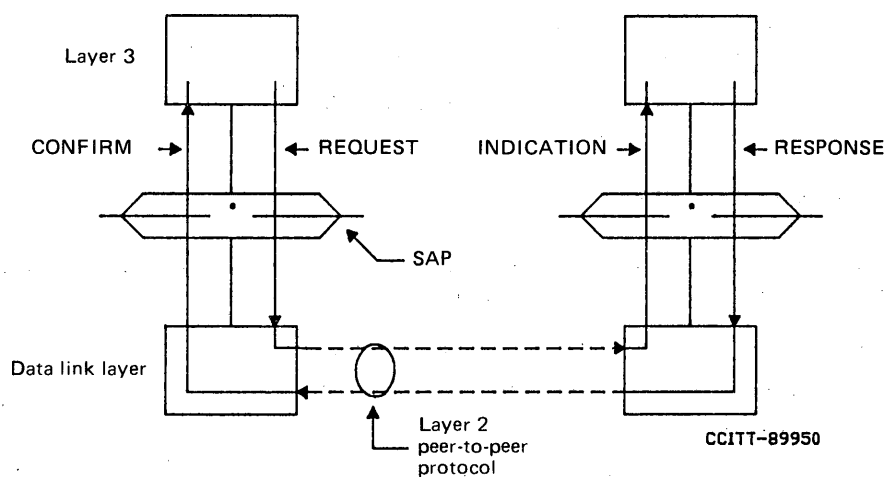 Layer 3
CONFIRM
REQUEST
INDICATION
RESPONSE
SAP
Data link layer
Layer 2
peer-to-peer
protocol
CCITT-89950